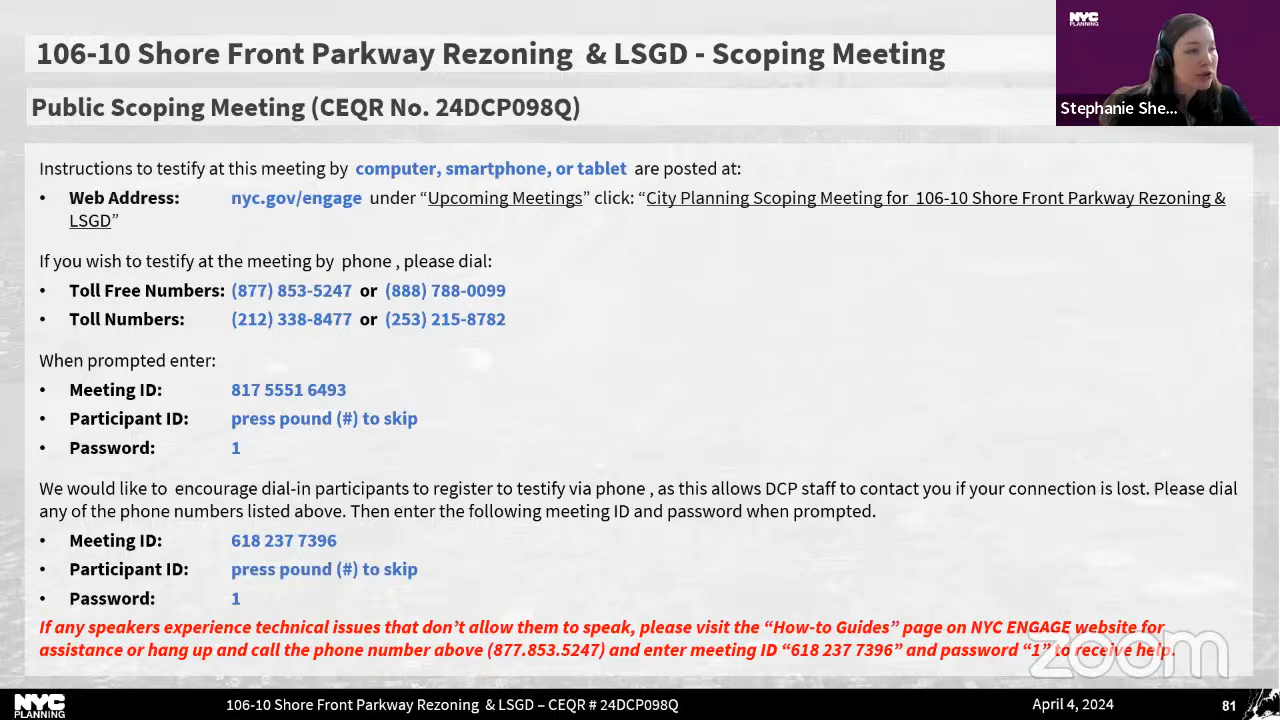 106-10 Shore Front Parkway Rezoning & LSGD - Scoping Meeting
Public Scoping Meeting (CEQR No. 24DCP098Q)
NYC
PLANNING
Stephanie She...
Instructions to testify at this meeting by computer, smartphone, or tablet are posted at:
• Web Address: nyc.gov/engage under “Upcoming Meetings” click: “City Planning Scoping Meeting for 106-10 Shore Front Parkway Rezoning &
LSGD”
If you wish to testify at the meeting by phone , please dial:
• Toll Free Numbers: (877) 853-5247 or (888) 788-0099
• Toll Numbers: (212) 338-8477 or (253) 215-8782
When prompted enter:
• Meeting ID: 817 5551 6493
• Participant ID: press pound (#) to skip
• Password: 1
We would like to encourage dial-in participants to register to testify via phone , as this allows DCP staff to contact you if your connection is lost. Please dial
any of the phone numbers listed above. Then enter the following meeting ID and password when prompted.
• Meeting ID: 618 237 7396
• Participant ID: press pound (#) to skip
• Password: 1
If any speakers experience technical issues that don’t allow them to speak, please visit the “How-to Guides” page on NYC ENGAGE website for
assistance or hang up and call the phone number above (877.853.5247) and enter meeting ID “618 237 7396” and password “1” to receive help.
zoom
NYC
PLANNING
106-10 Shore Front Parkway Rezoning & LSGD – CEQR # 24DCP098Q
April 4, 2024
81